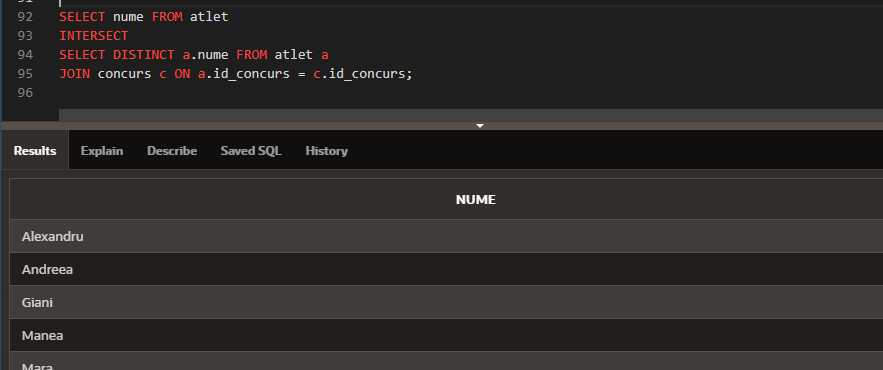 92 SELECT nume FROM atlet
93 INTERSECT
94 SELECT DISTINCT a.nume FROM atlet a
95 JOIN concurs c ON a.id_concurs = c.id_concurs;
96
Results Explain Describe Saved SQL History
NUME
Alexandru
Andreea
Giani
Manea
Mara